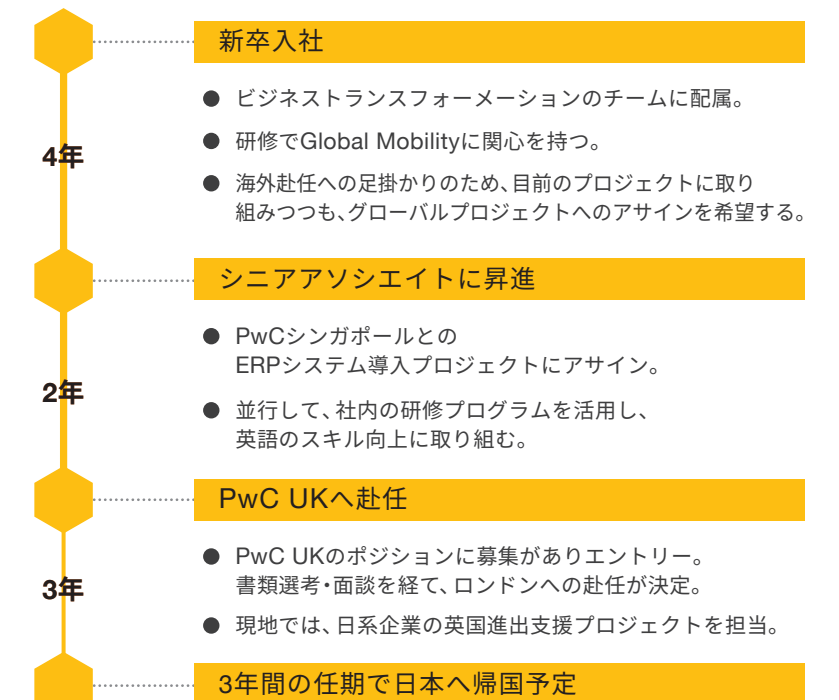 新卒入社
● ビジネストランスフォーメーションのチームに配属。
● 研修でGlobal Mobilityに関心を持つ。
4年
● 海外赴任への足掛かりのため、目前のプロジェクトに取り
組みつつも、グローバルプロジェクトへのアサインを希望する。
シニアアソシエイトに昇進
● PwCシンガポールとの
ERPシステム導入プロジェクトにアサイン。
2年
● 並行して、社内の研修プログラムを活用し、
英語のスキル向上に取り組む。
PwC UKへ赴任
● PwC UKのポジションに募集がありエントリー。
書類選考・面談を経て、ロンドンへの赴任が決定。
3年
● 現地では、日系企業の英国進出支援プロジェクトを担当。
3年間の任期で日本へ帰国予定